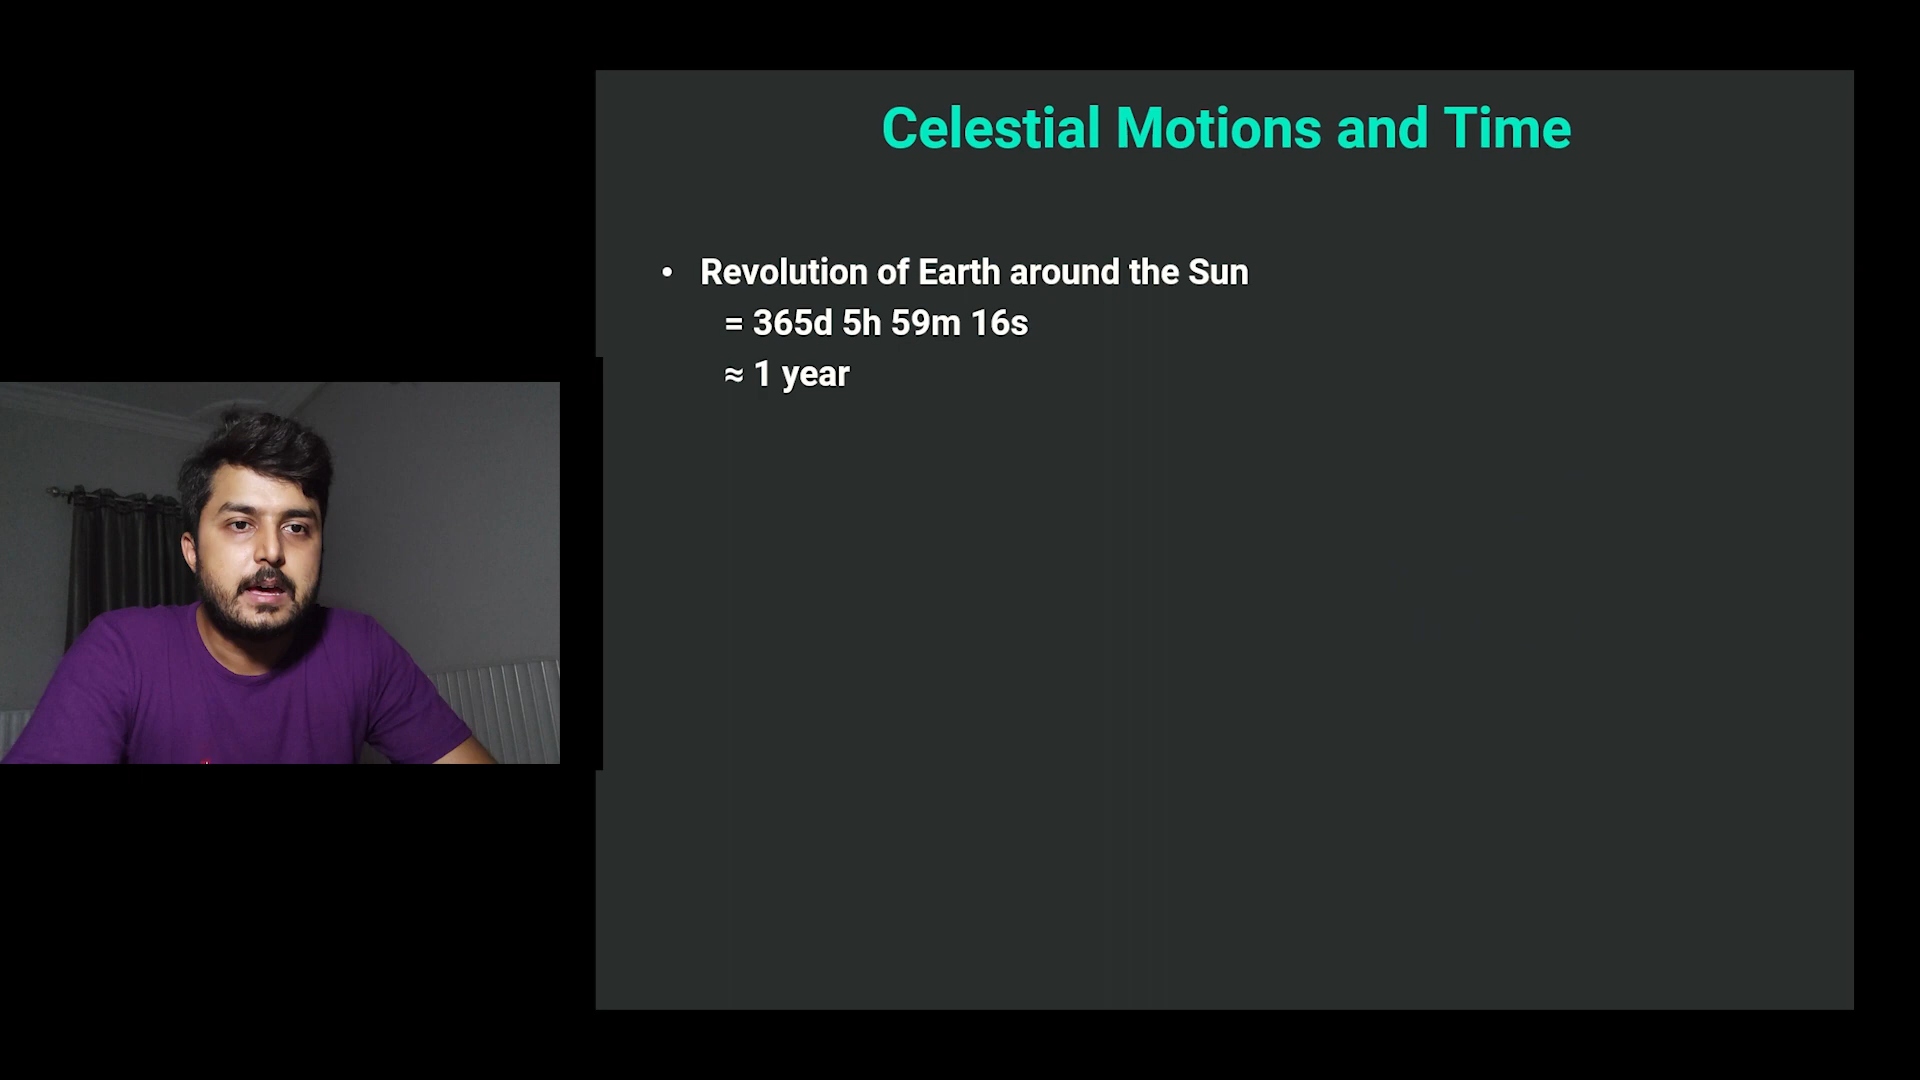 Celestial Motions and Time
• Revolution of Earth around the Sun
= 365d 5h 59m 16s
≈ 1 year